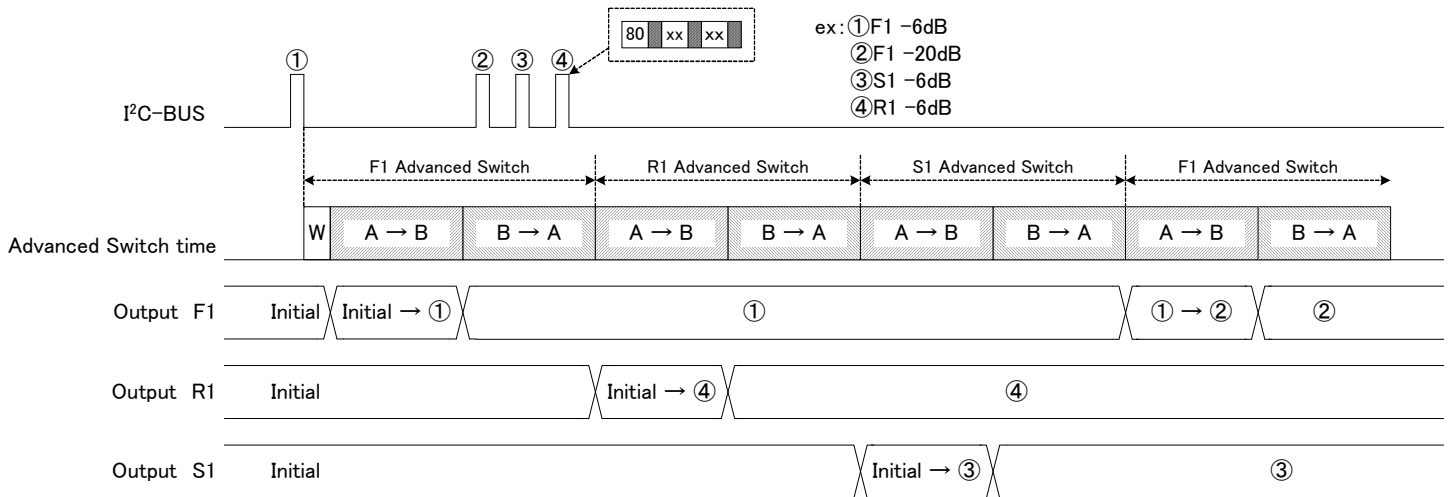 80 xx xx
ex:①F1 -6dB
②F1 -20dB
③S1 -6dB
④R1 -6dB
① ② ③ ④
I²C-BUS
F1 Advanced Switch R1 Advanced Switch S1 Advanced Switch F1 Advanced Switch
Advanced Switch time W A → B B → A A → B B → A A → B B → A A → B B → A
Output F1 Initial Initial → ① ① ① → ② ②
Output R1 Initial Initial → ④ ④
Output S1 Initial Initial → ③ ③